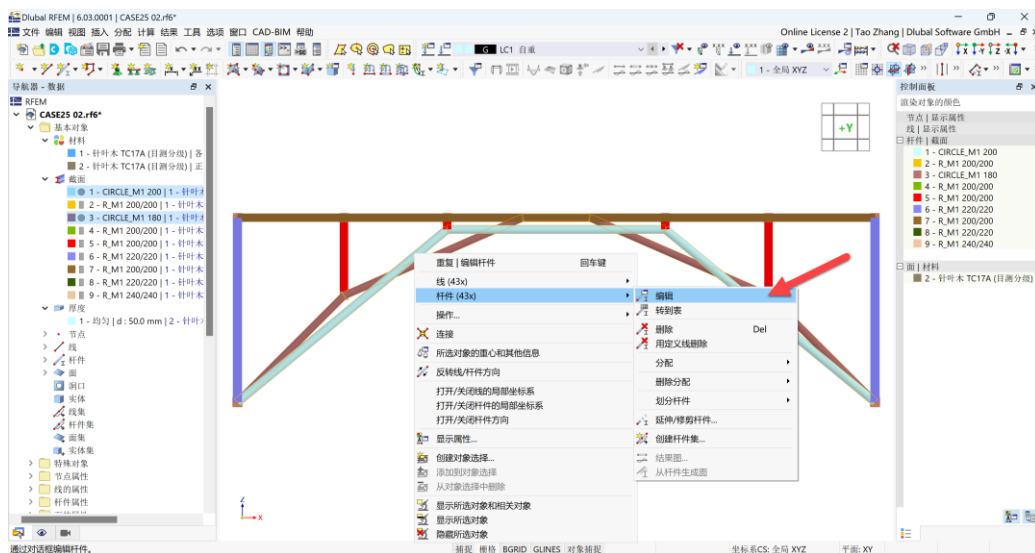 Dlubal RFEM | 6.03.0001 | CASE25 02.rf6*
文件 编辑 视图 插入 分配 计算 结果 工具 选项 窗口 CAD-BIM 帮助
Online License 2 | Tao Zhang | Dlubal Software GmbH
G LC1 自重
1 - 全局 XYZ
导航器 - 数据
RFEM
CASE25 02.rf6*
基本对象
材料
1 - 针叶木 TC17A (目测分级) | 各
2 - 针叶木 TC17A (目测分级) | 正
截面
1 - CIRCLE_M1 200 | 1 - 针叶木
2 - R_M1 200/200 | 1 - 针叶木
3 - CIRCLE_M1 180 | 1 - 针叶木
4 - R_M1 200/200 | 1 - 针叶木
5 - R_M1 200/200 | 1 - 针叶木
6 - R_M1 220/220 | 1 - 针叶木
7 - R_M1 200/200 | 1 - 针叶木
8 - R_M1 220/220 | 1 - 针叶木
9 - R_M1 240/240 | 1 - 针叶木
厚度
1 - 均匀 | d : 50.0 mm | 2 - 针叶
节点
线
杆件
面
洞口
实体
线集
杆件集
面集
实体集
特殊对象
节点属性
线的属性
杆件属性
Z
X
重复 | 编辑杆件 回车键
线 (43x)
杆件 (43x)
操作...
连接
所选对象的重心和其他信息
反转线/杆件方向
打开/关闭线的局部坐标系
打开/关闭杆件的局部坐标系
打开/关闭杆件方向
显示属性...
创建对象选择...
添加到对象选择
从对象选择中删除
显示所选对象和相关对象
显示所选对象
隐藏所选对象
编辑
转到表
删除 Del
用定义线删除
分配
删除分配
划分杆件
延伸/修剪杆件...
创建杆件集...
结果图...
从杆件生成面
+Y
控制面板
渲染对象的颜色
节点 | 显示属性
线 | 显示属性
杆件 | 截面
1 - CIRCLE_M1 200
2 - R_M1 200/200
3 - CIRCLE_M1 180
4 - R_M1 200/200
5 - R_M1 200/200
6 - R_M1 220/220
7 - R_M1 200/200
8 - R_M1 220/220
9 - R_M1 240/240
面 | 材料
2 - 针叶木 TC17A (目测分级)
通过对话框编辑杆件。
捕捉 栅格 BGRID GLINES 对象捕捉
坐标系CS: 全局 XYZ
平面: XY